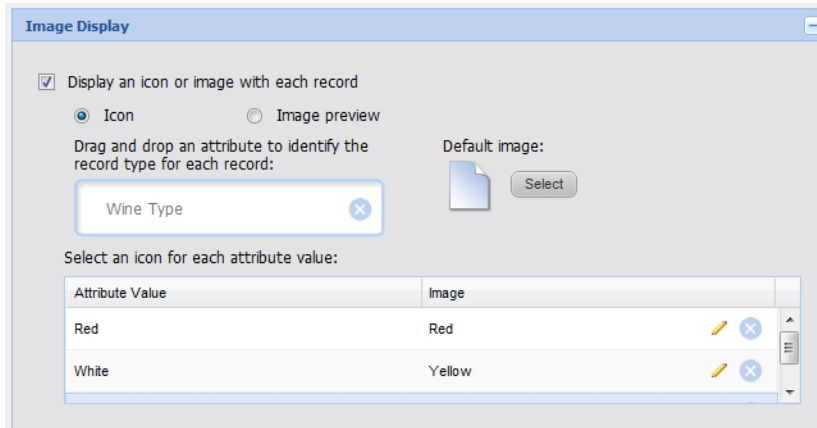 Image Display
Display an icon or image with each record
Icon
Image preview
Drag and drop an attribute to identify the
record type for each record:
Default image:
Select
Wine Type
Select an icon for each attribute value:
Attribute Value
Image
Red
Red
White
Yellow